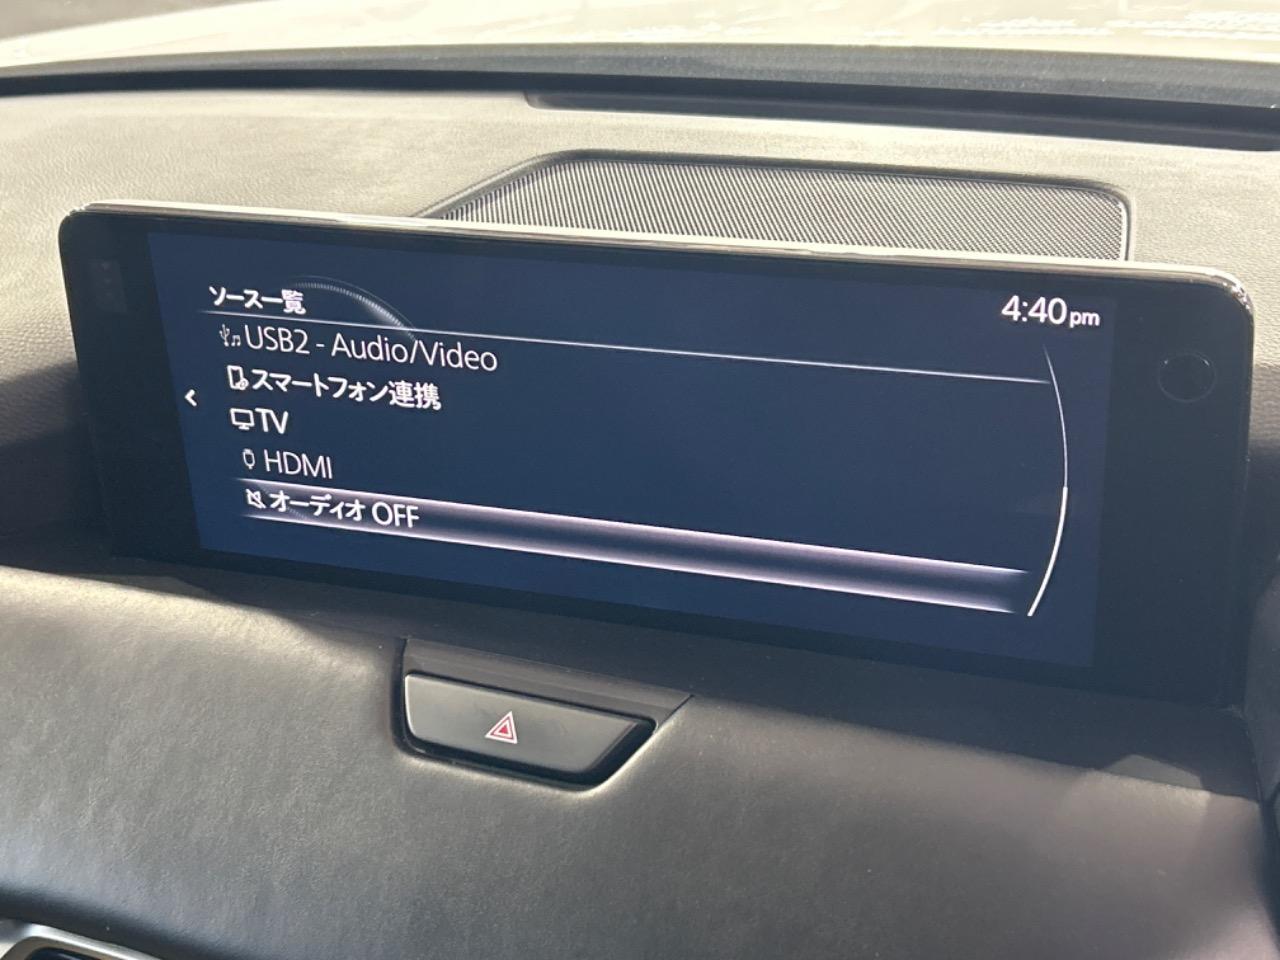 ソース一覧
4:40pm
USB2 - Audio/Video
スマートフォン連携
TV
HDMI
オーディオ OFF